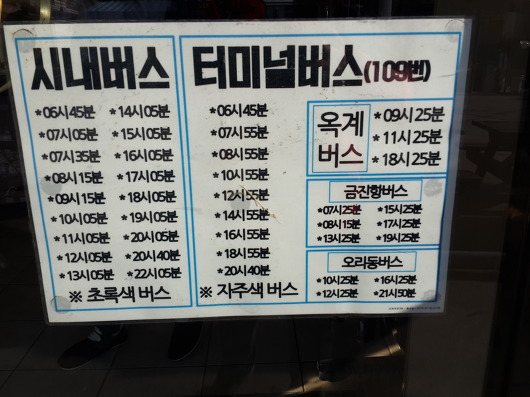 시내버스
*06시45분 *14시05분
*07시05분 *15시05분
*07시35분 *16시05분
*08시15분 *17시05분
*09시15분 *18시05분
*10시05분 *19시05분
*11시05분 *20시05분
*12시05분 *20시40분
*13시05분 *22시05분
※ 초록색 버스
터미널버스(109번)
*06시45분
*07시55분
*08시55분
*10시55분
*12시55분
*14시55분
*16시55분
*18시55분
*20시40분
※ 자주색 버스
옥계
버스
*09시25분
*11시25분
*18시25분
금진항버스
*07시25분 *15시25분
*08시15분 *17시25분
*13시25분 *19시25분
오리동버스
*10시25분 *16시25분
*12시25분 *21시50분